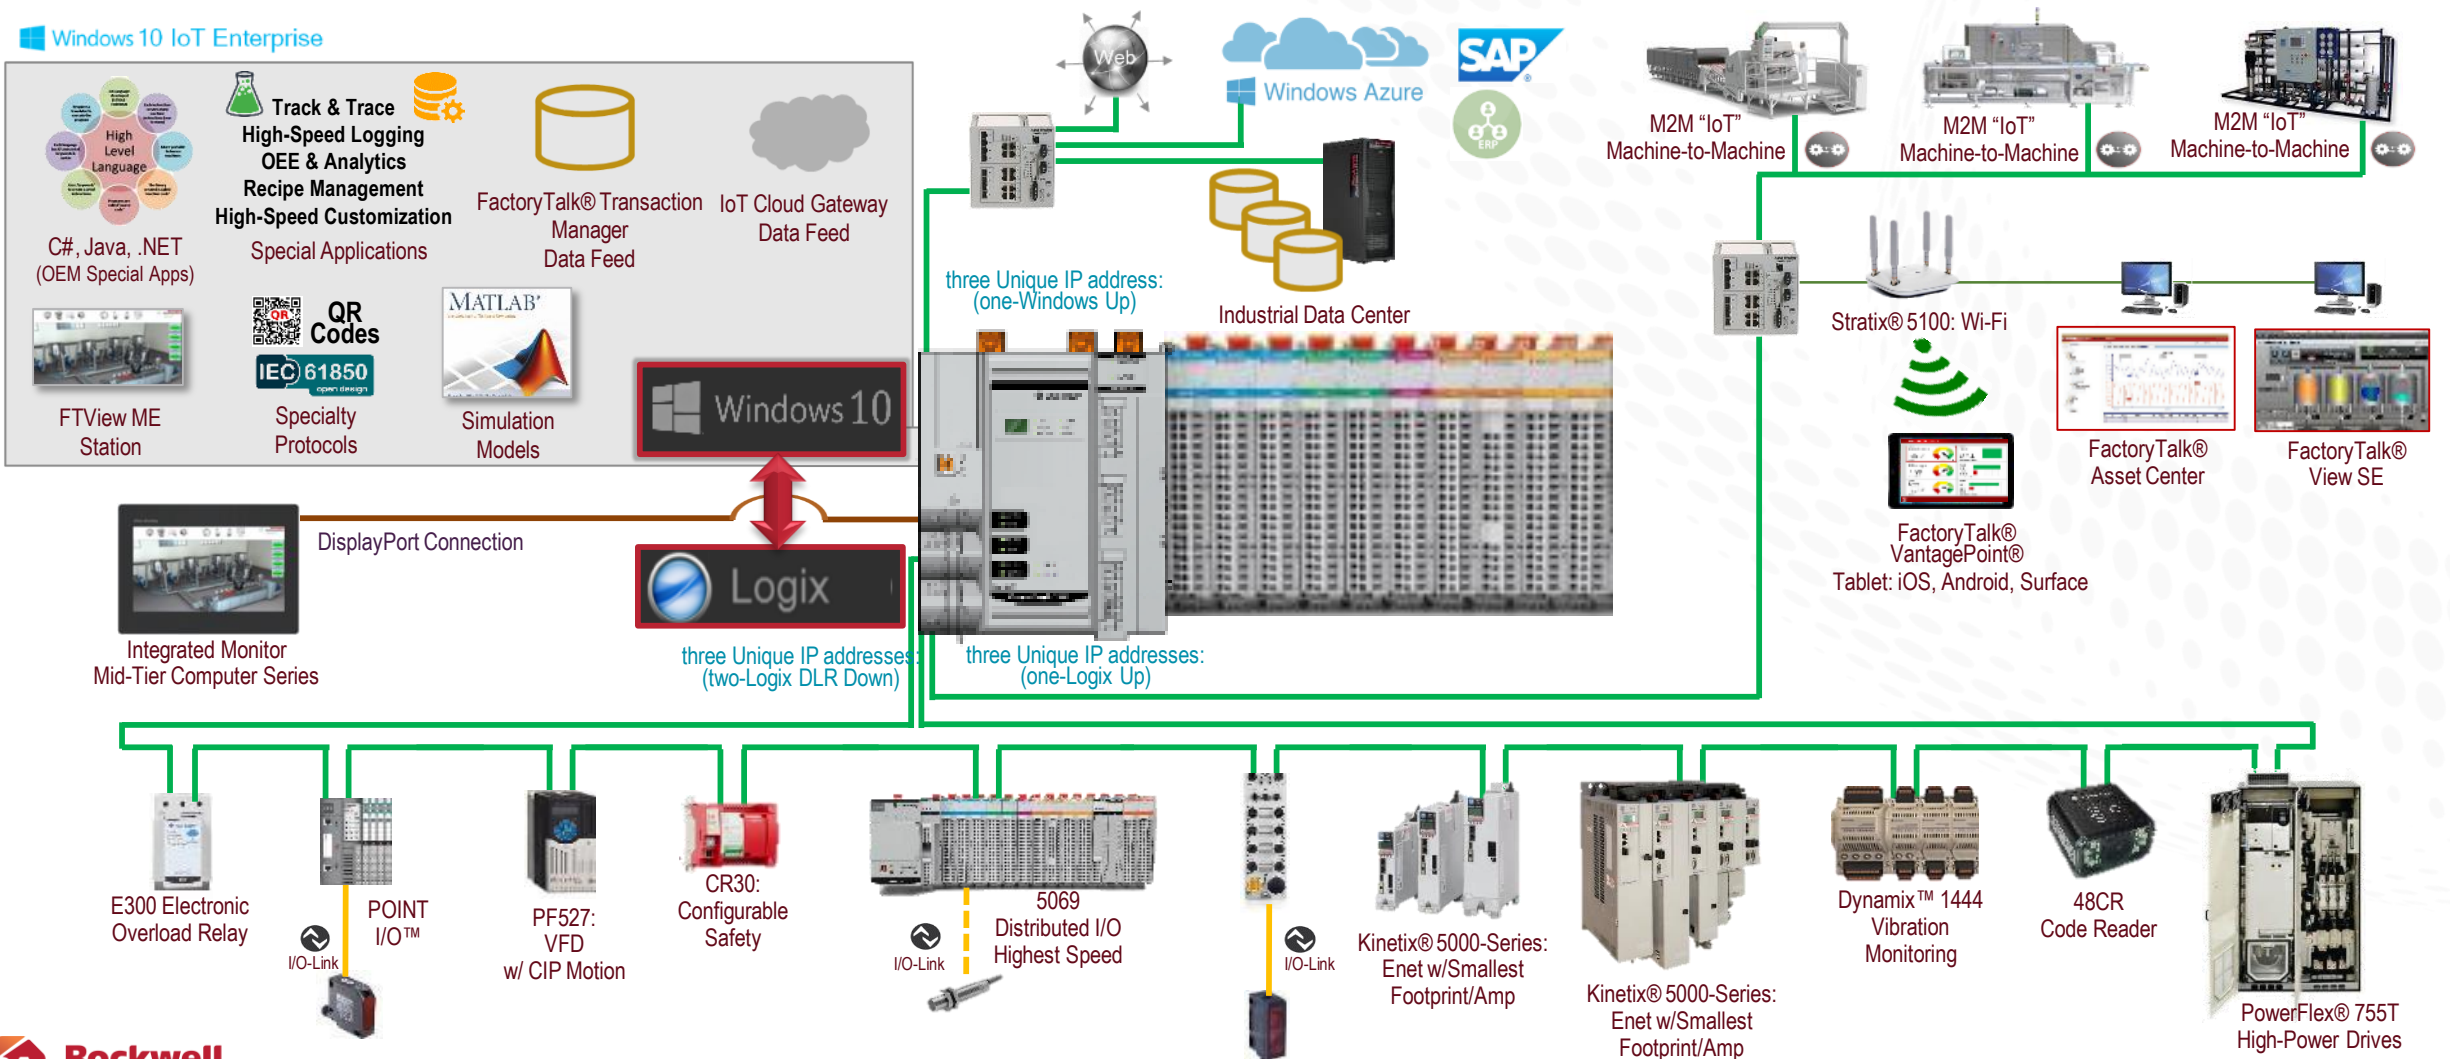 Windows 10 IoT Enterprise
High
Level
Language
C#, Java, .NET
(OEM Special Apps)
Track & Trace
High-Speed Logging
OEE & Analytics
Recipe Management
High-Speed Customization
Special Applications
FactoryTalk® Transaction
Manager
Data Feed
IoT Cloud Gateway
Data Feed
FTView ME
Station
QR
QR
Codes
IEC 61850
open design
Specialty
Protocols
MATLAB®
Simulation
Models
Windows 10
Logix
DisplayPort Connection
Integrated Monitor
Mid-Tier Computer Series
Web
Windows Azure
SAP
®
ERP
three Unique IP address:
(one-Windows Up)
Industrial Data Center
three Unique IP addresses:
(two-Logix DLR Down)
three Unique IP addresses:
(one-Logix Up)
M2M “IoT”
Machine-to-Machine
M2M “IoT”
Machine-to-Machine
M2M “IoT”
Machine-to-Machine
Stratix® 5100: Wi-Fi
FactoryTalk®
VantagePoint®
Tablet: iOS, Android, Surface
FactoryTalk®
Asset Center
FactoryTalk®
View SE
E300 Electronic
Overload Relay
I/O-Link
POINT
I/O™
PF527:
VFD
w/ CIP Motion
CR30:
Configurable
Safety
I/O-Link
5069
Distributed I/O
Highest Speed
I/O-Link
Kinetix® 5000-Series:
Enet w/Smallest
Footprint/Amp
Kinetix® 5000-Series:
Enet w/Smallest
Footprint/Amp
Dynamix™ 1444
Vibration
Monitoring
48CR
Code Reader
PowerFlex® 755T
High-Power Drives
Rockwell